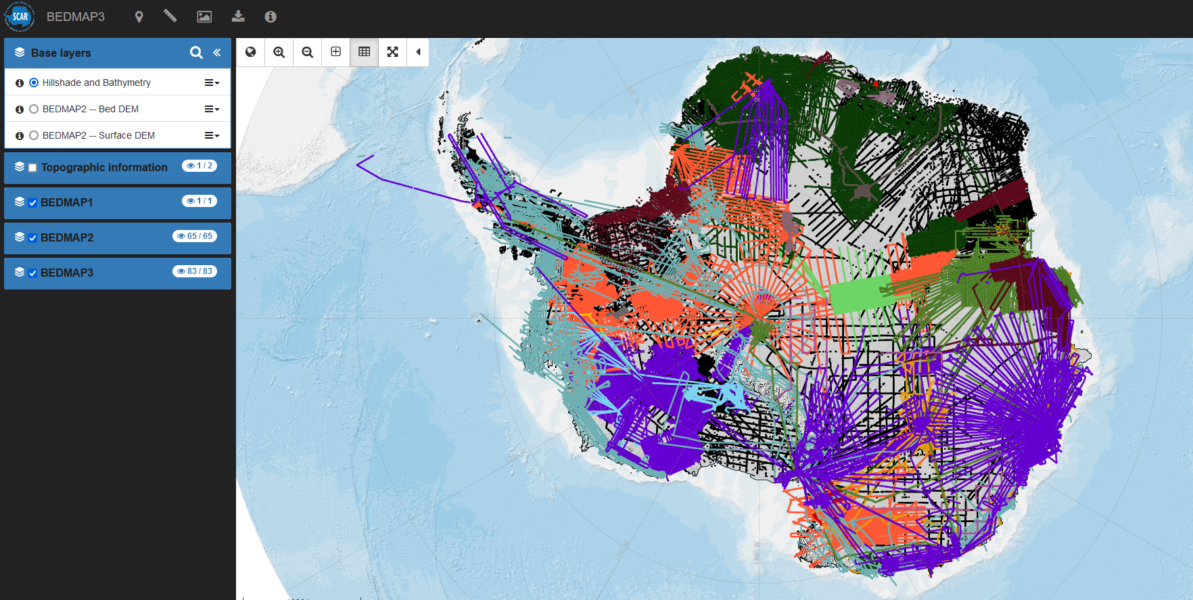 SCAR
BEDMAP3
Base layers
Hillshade and Bathymetry
BEDMAP2 -- Bed DEM
BEDMAP2 -- Surface DEM
Topographic information
1 / 2
BEDMAP1
1 / 1
BEDMAP2
65 / 65
BEDMAP3
83 / 83